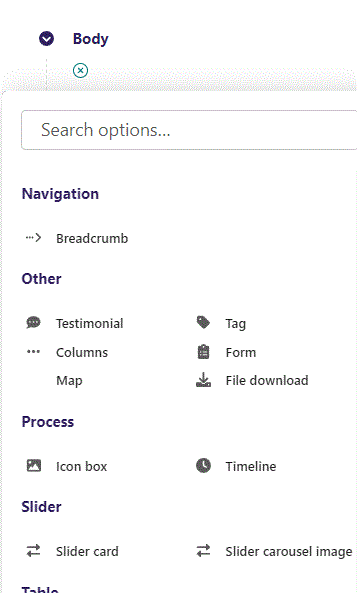 Body
Search options...
Navigation
Breadcrumb
Other
Testimonial Tag
Columns Form
Map File download
Process
Icon box Timeline
Slider
Slider card Slider carousel image
Table